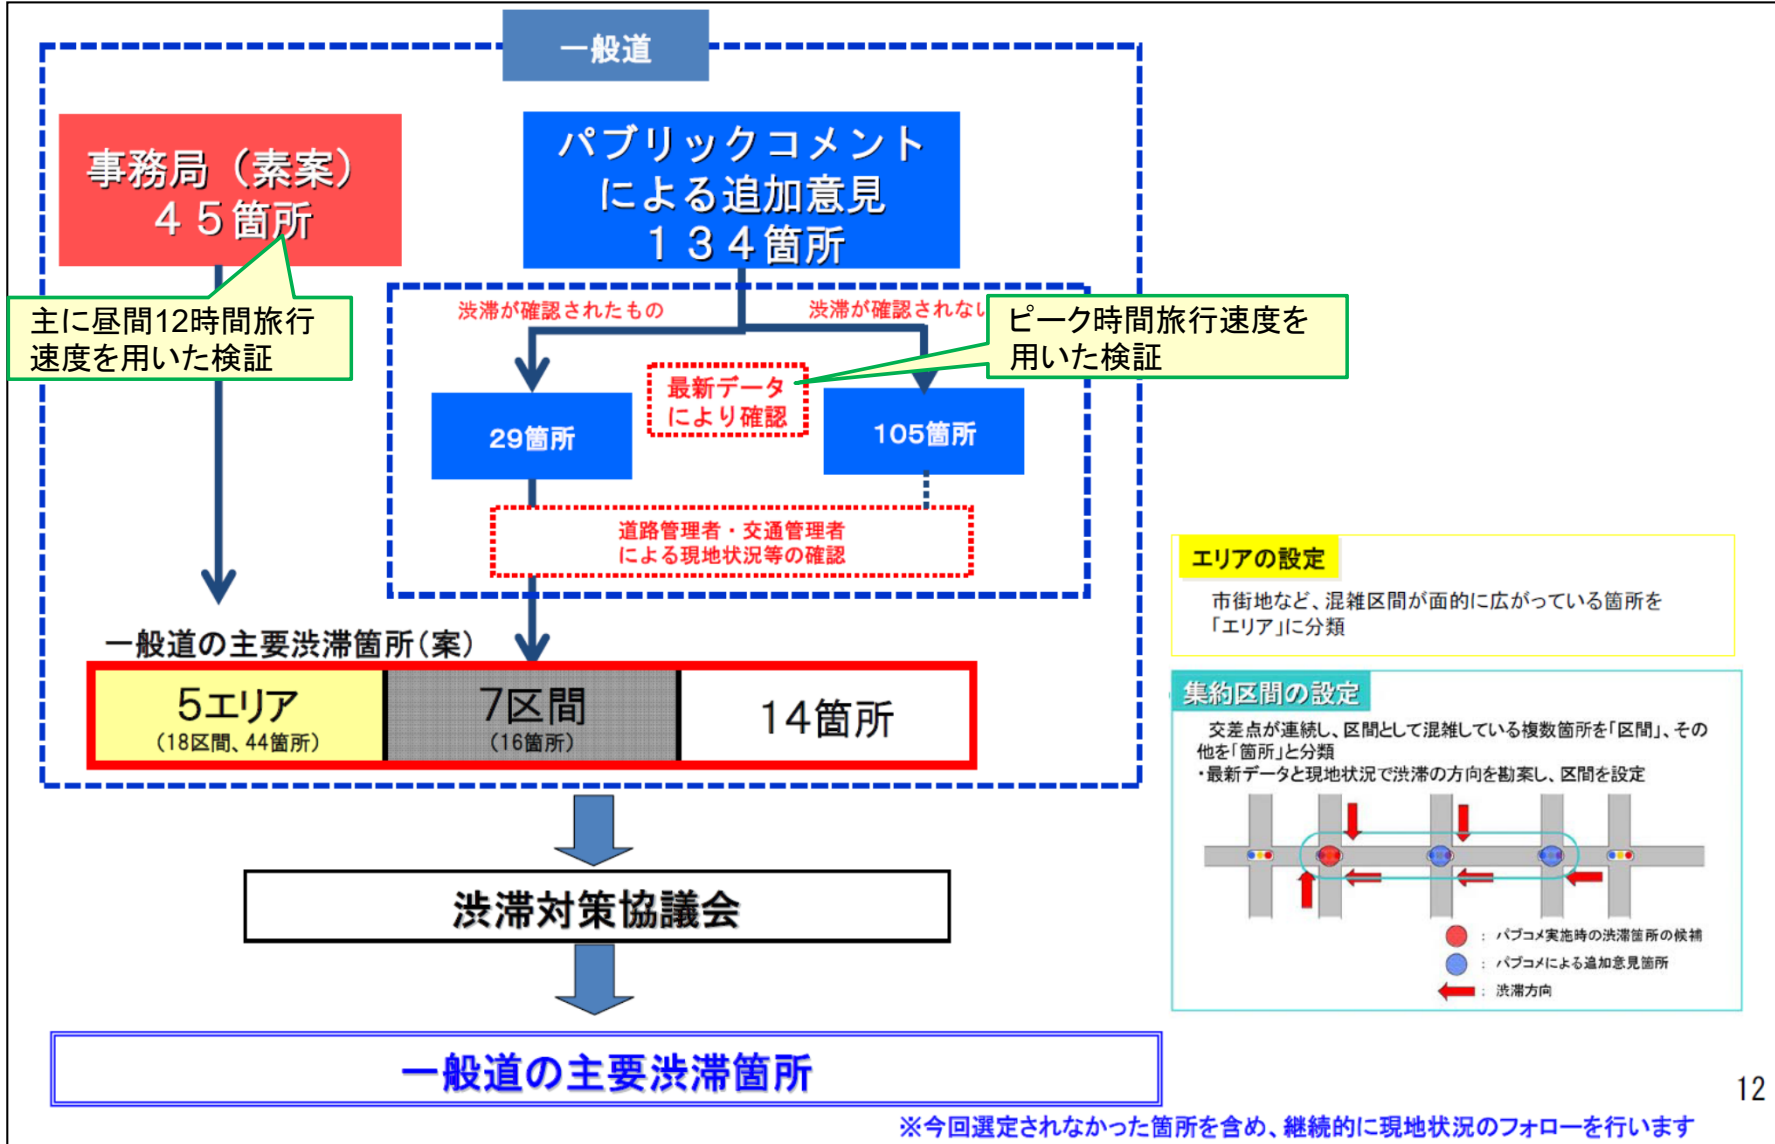 一般道
事務局（素案）
４５箇所
パブリックコメント
による追加意見
１３４箇所
主に昼間12時間旅行
速度を用いた検証
渋滞が確認されたもの
渋滞が確認されない
ピーク時間旅行速度を
用いた検証
最新データ
により確認
29箇所
105箇所
道路管理者・交通管理者
による現地状況等の確認
一般道の主要渋滞箇所(案)
5エリア
(18区間、44箇所)
7区間
(16箇所)
14箇所
渋滞対策協議会
一般道の主要渋滞箇所
エリアの設定
市街地など、混雑区間が面的に広がっている箇所を
「エリア」に分類
集約区間の設定
交差点が連続し、区間として混雑している複数箇所を「区間」、その
他を「箇所」と分類
・最新データと現地状況で渋滞の方向を勘案し、区間を設定
： パブコメ実施時の渋滞箇所の候補
： パブコメによる追加意見箇所
： 渋滞方向
12
※今回選定されなかった箇所を含め、継続的に現地状況のフォローを行います